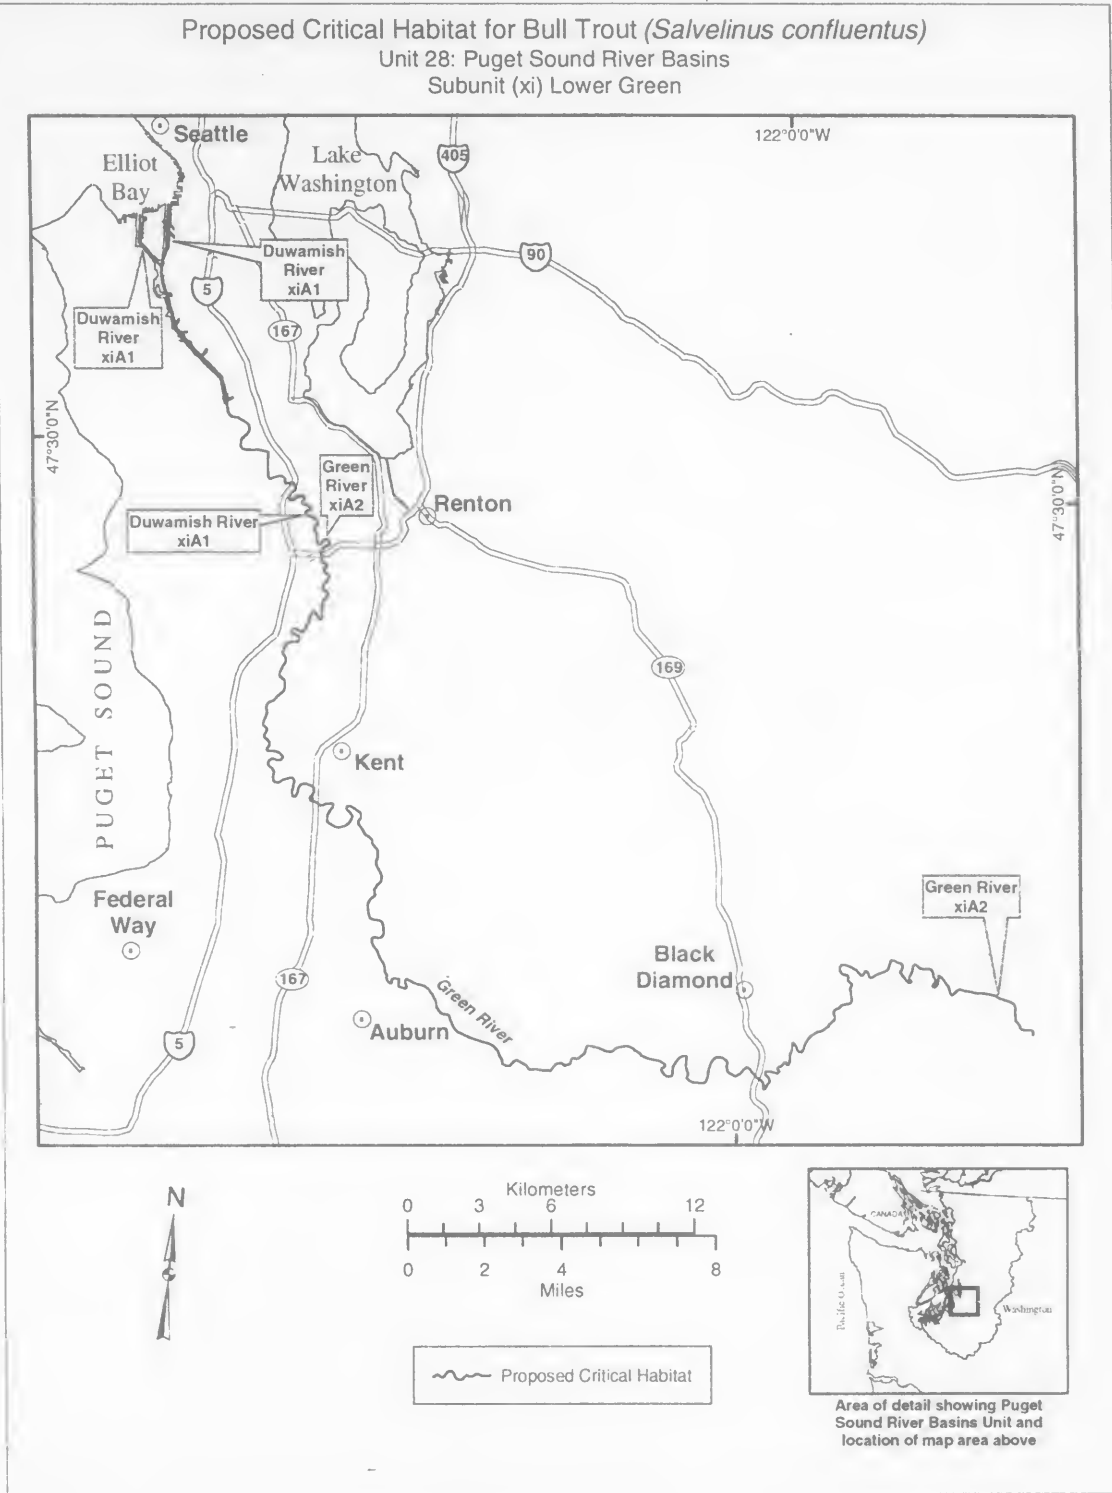 Proposed Critical Habitat for Bull Trout (Salvelinus confluentus)
Unit 28: Puget Sound River Basins
Subunit (xi) Lower Green
122°0'0"W
Seattle
Elliot
Bay
Lake
Washington
405
90
Duwamish
River
xiA1
5
167
Duwamish
River
xiA1
47°30'0"N
Green
River
xiA2
Renton
47°30'0"N
Duwamish River
xiA1
PUGET SOUND
169
Kent
Federal
Way
Green River
xiA2
Black
Diamond
167
Green River
Auburn
5
122°0'0"W
N
Kilometers
0 3 6 12
0 2 4 8
Miles
Proposed Critical Habitat
CANADA
Pacific Ocean
Washington
Area of detail showing Puget
Sound River Basins Unit and
location of map area above